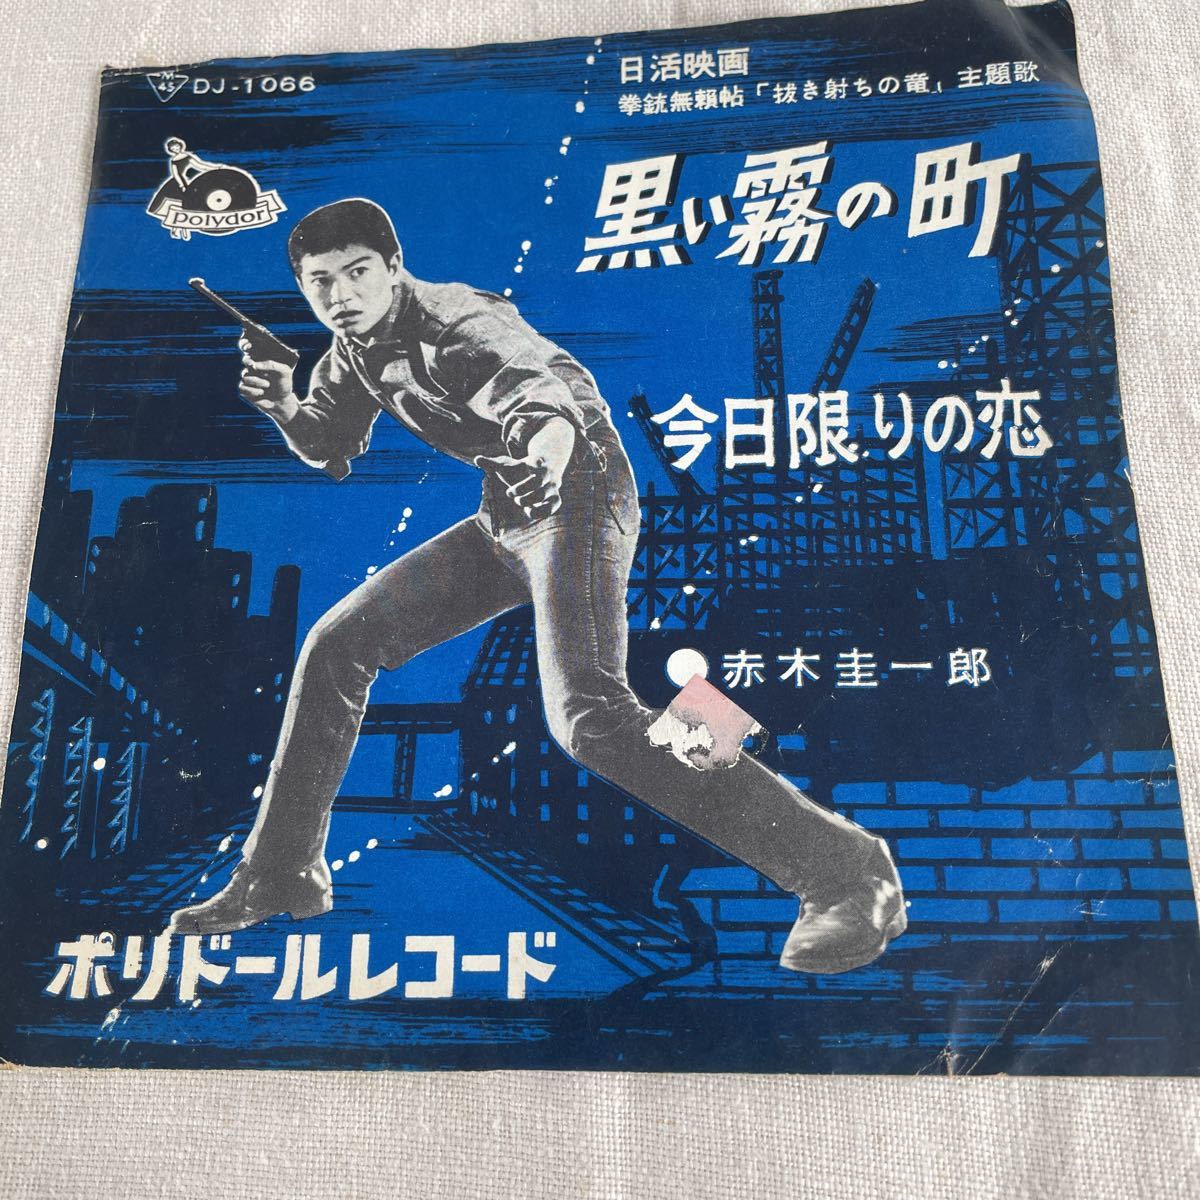 M
45
DJ-1066
日活映画
拳銃無頼帖「抜き射ちの竜」主題歌
polydor
黒い霧の町
今日限りの恋
赤木圭一郎
ポリドールレコード